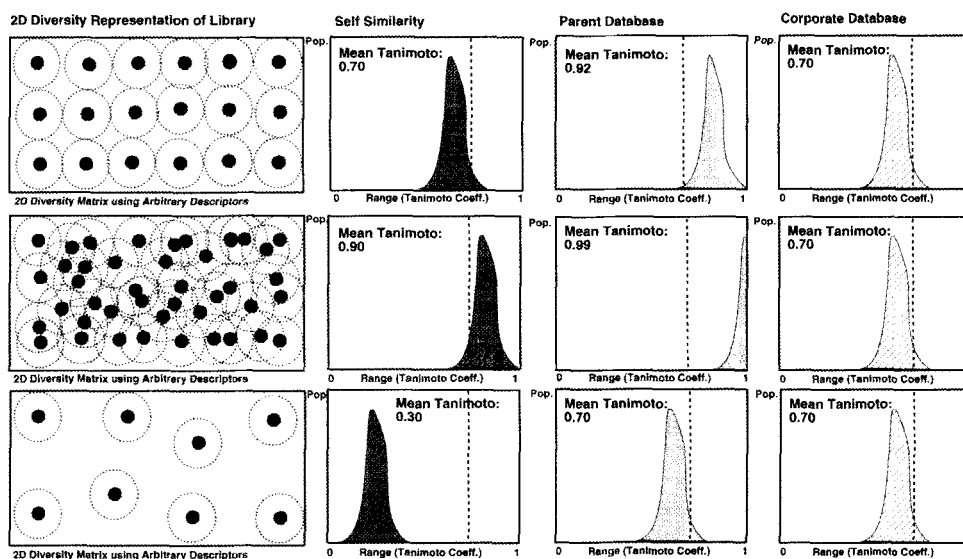 2D Diversity Representation of Library
Self Similarity
Parent Database
Corporate Database
Pop.
Mean Tanimoto:
0.70
Pop.
Mean Tanimoto:
0.92
Pop.
Mean Tanimoto:
0.70
2D Diversity Matrix using Arbitrary Descriptors
0 Range (Tanimoto Coeff.) 1
0 Range (Tanimoto Coeff.) 1
0 Range (Tanimoto Coeff.) 1
Pop.
Mean Tanimoto:
0.90
Pop.
Mean Tanimoto:
0.99
Pop.
Mean Tanimoto:
0.70
2D Diversity Matrix using Arbitrary Descriptors
0 Range (Tanimoto Coeff.) 1
0 Range (Tanimoto Coeff.) 1
0 Range (Tanimoto Coeff.) 1
Mean Tanimoto:
0.30
Pop.
Mean Tanimoto:
0.70
Pop.
Mean Tanimoto:
0.70
2D Diversity Matrix using Arbitrary Descriptors
0 Range (Tanimoto Coeff.) 1
0 Range (Tanimoto Coeff.) 1
0 Range (Tanimoto Coeff.) 1